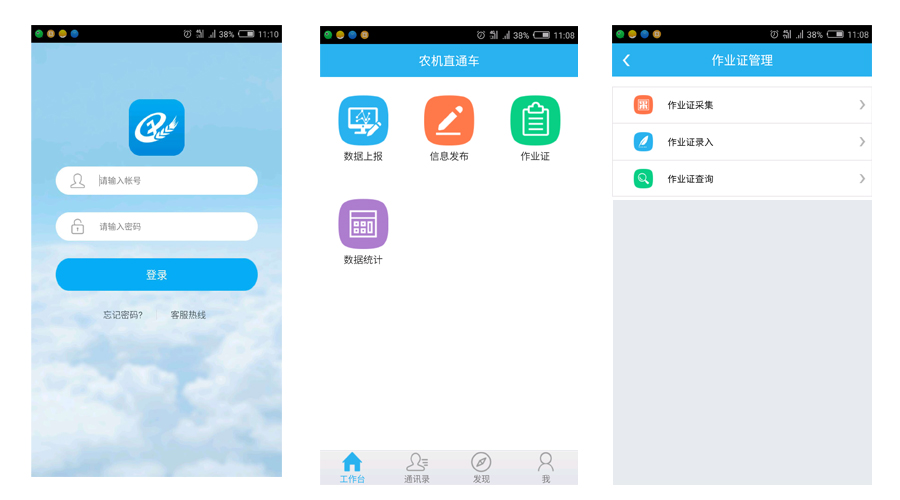 38% 11:10
请输入帐号
请输入密码
登录
忘记密码? 客服热线
38% 11:08
农机直通车
数据上报 信息发布 作业证
数据统计
工作台 通讯录 发现 我
38% 11:08
作业证管理
作业证采集
作业证录入
作业证查询